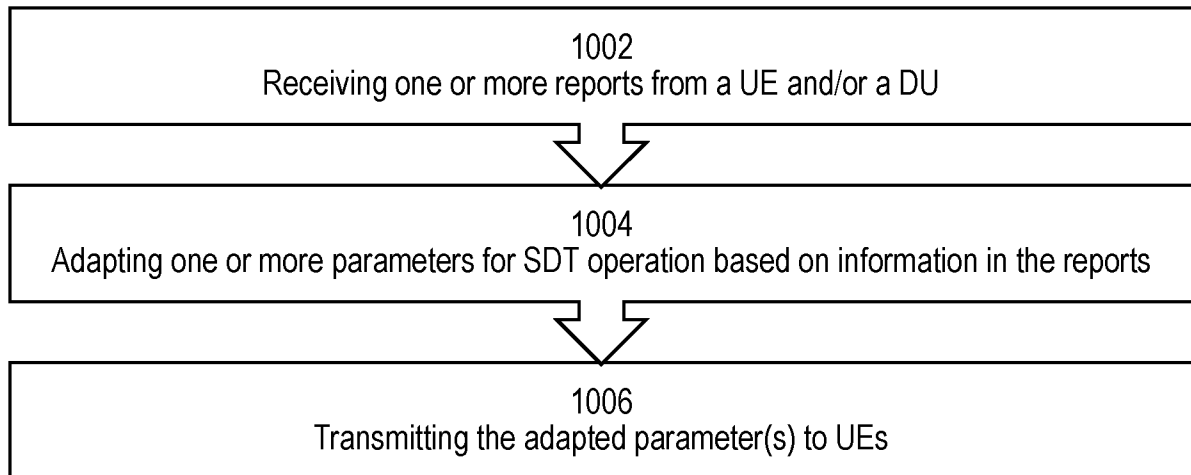 1002
Receiving one or more reports from a UE and/or a DU
1004
Adapting one or more parameters for SDT operation based on information in the reports
1006
Transmitting the adapted parameter(s) to UEs